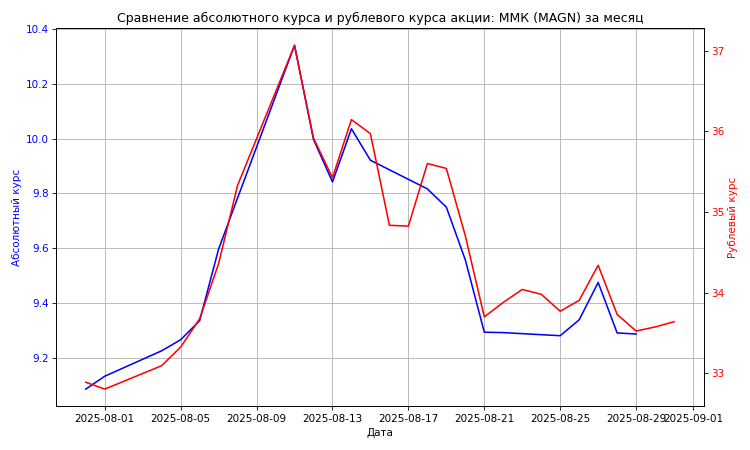 Сравнение абсолютного курса и рублевого курса акции: ММК (MAGN) за месяц
10.4
10.2
10.0
9.8
9.6
9.4
9.2
Абсолютный курс
37
36
35
34
33
Рублевый курс
2025-08-01 2025-08-05 2025-08-09 2025-08-13 2025-08-17 2025-08-21 2025-08-25 2025-08-29 2025-09-01
Дата